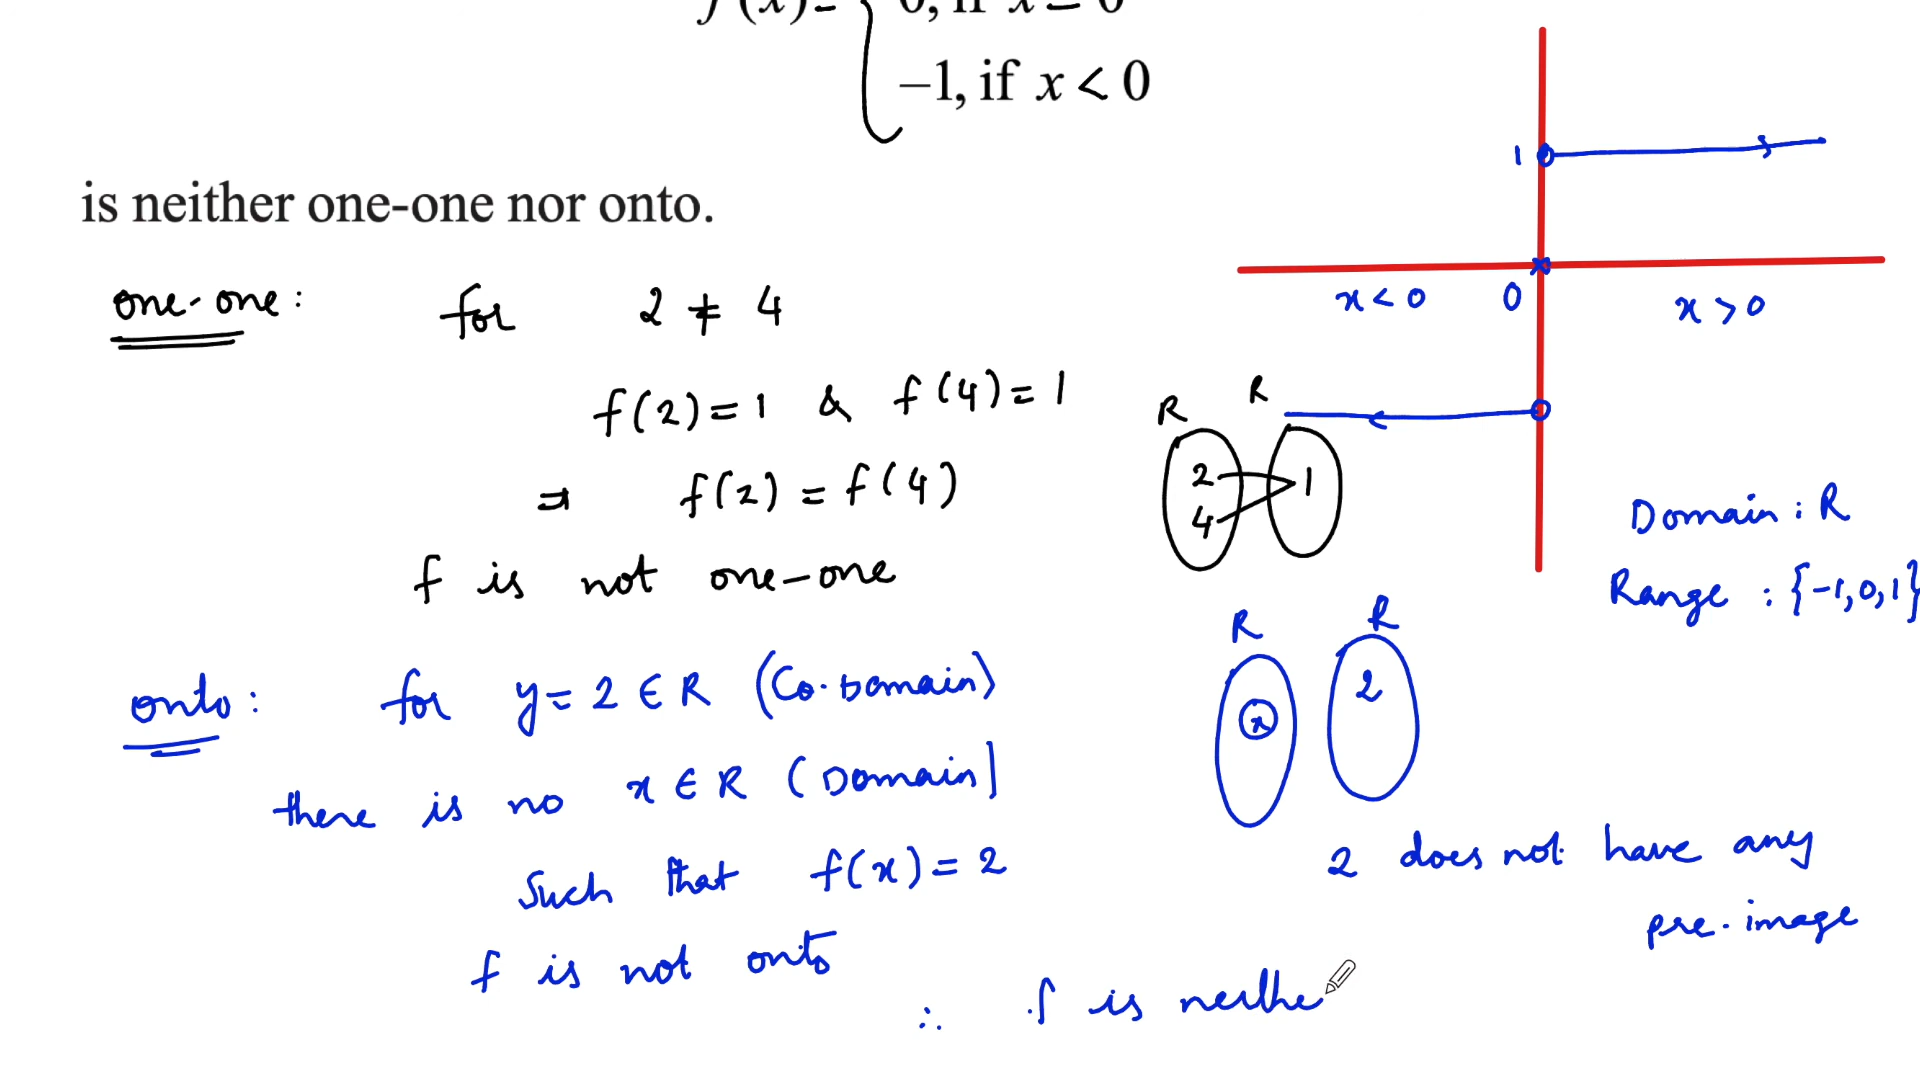 f(x)= 0, if x = 0
–1, if x < 0
is neither one-one nor onto.
one-one: for 2 ≠ 4
f(2) = 1 & f(4) = 1
⇒ f(2) = f(4)
f is not one-one
onto: for y = 2 ∈ R (Co-Domain)
there is no x ∈ R (Domain]
Such that f(x) = 2
f is not onto
∴ f is neithe
1
x < 0 0 x > 0
R R
2 1
4
Domain : R
Range : {-1, 0, 1}
R R
x 2
2 does not have any
pre-image